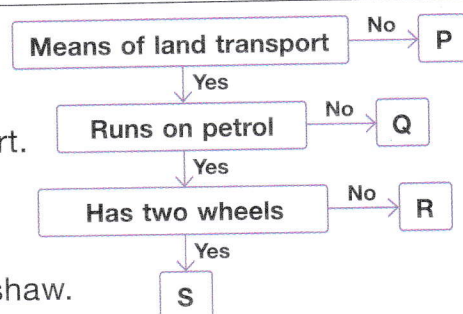 Means of land transport No P
Yes
rt. Runs on petrol No Q
Yes
Has two wheels No R
Yes
shaw. S